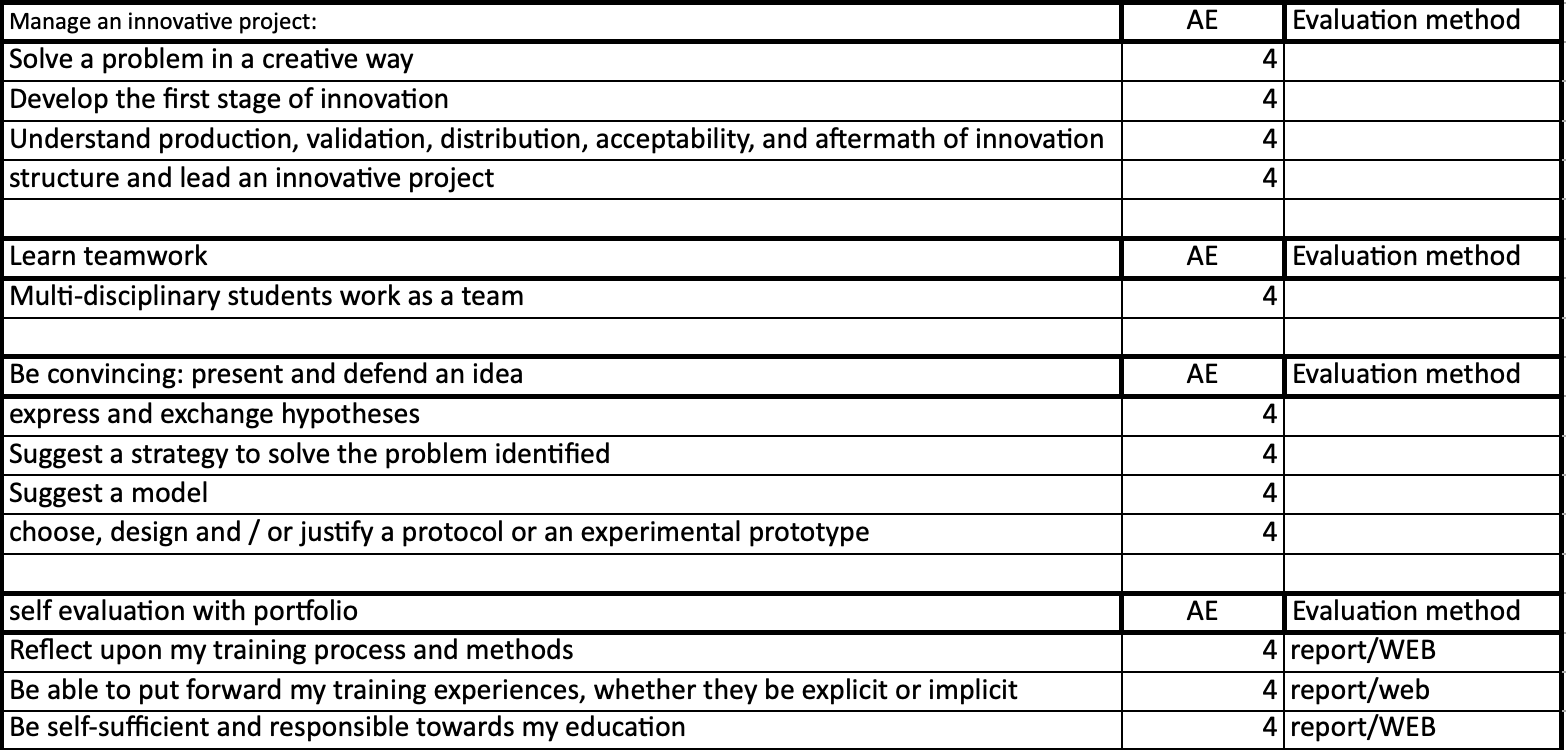 Manage an innovative project: AE Evaluation method
Solve a problem in a creative way 4
Develop the first stage of innovation 4
Understand production, validation, distribution, acceptability, and aftermath of innovation 4
structure and lead an innovative project 4
Learn teamwork AE Evaluation method
Multi-disciplinary students work as a team 4
Be convincing: present and defend an idea AE Evaluation method
express and exchange hypotheses 4
Suggest a strategy to solve the problem identified 4
Suggest a model 4
choose, design and / or justify a protocol or an experimental prototype 4
self evaluation with portfolio AE Evaluation method
Reflect upon my training process and methods 4 report/WEB
Be able to put forward my training experiences, whether they be explicit or implicit 4 report/web
Be self-sufficient and responsible towards my education 4 report/WEB